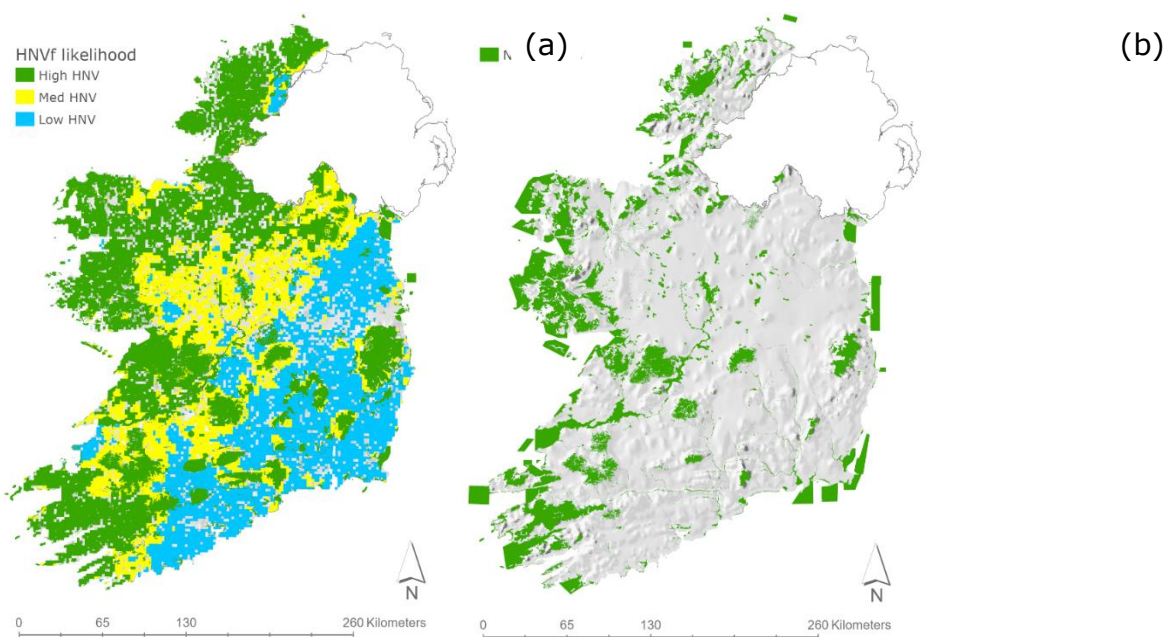 HNVf likelihood
High HNV
Med HNV
Low HNV
(a)
N
0 65 130 260 Kilometers
N
(b)
N
0 65 130 260 Kilometers